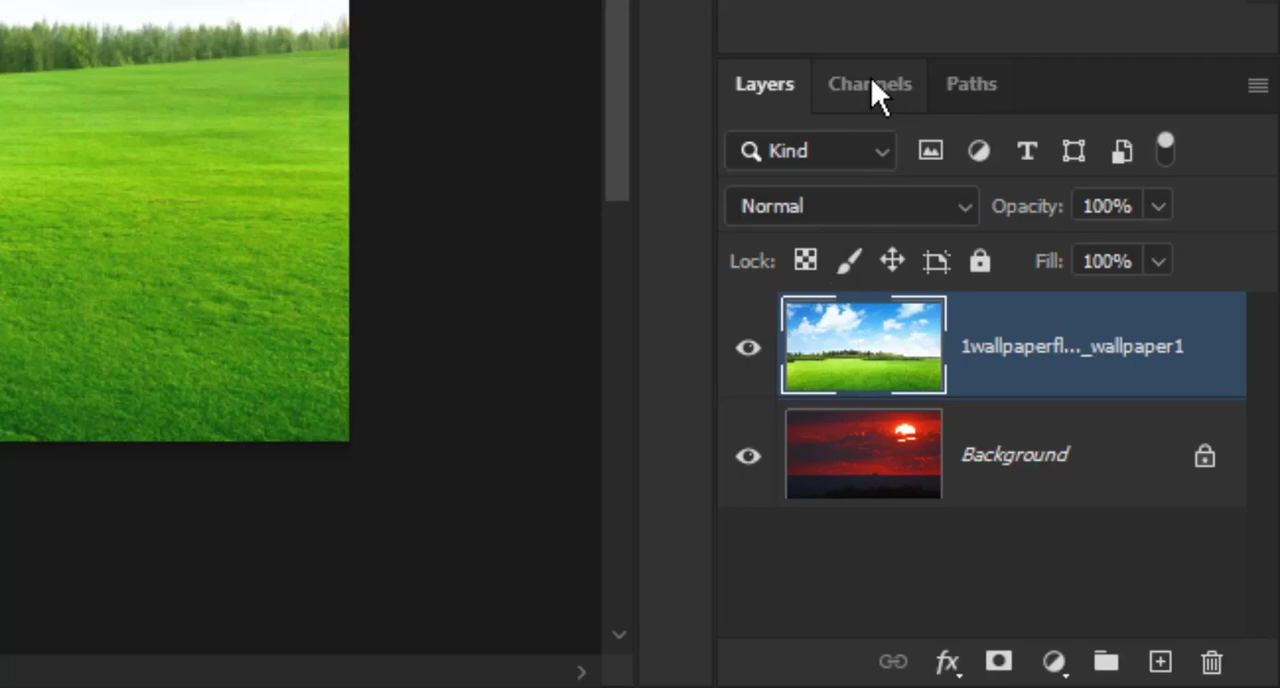 Layers Channels Paths
Kind
Normal Opacity: 100%
Lock: Fill: 100%
1wallpaperfl..._wallpaper1
Background
fx